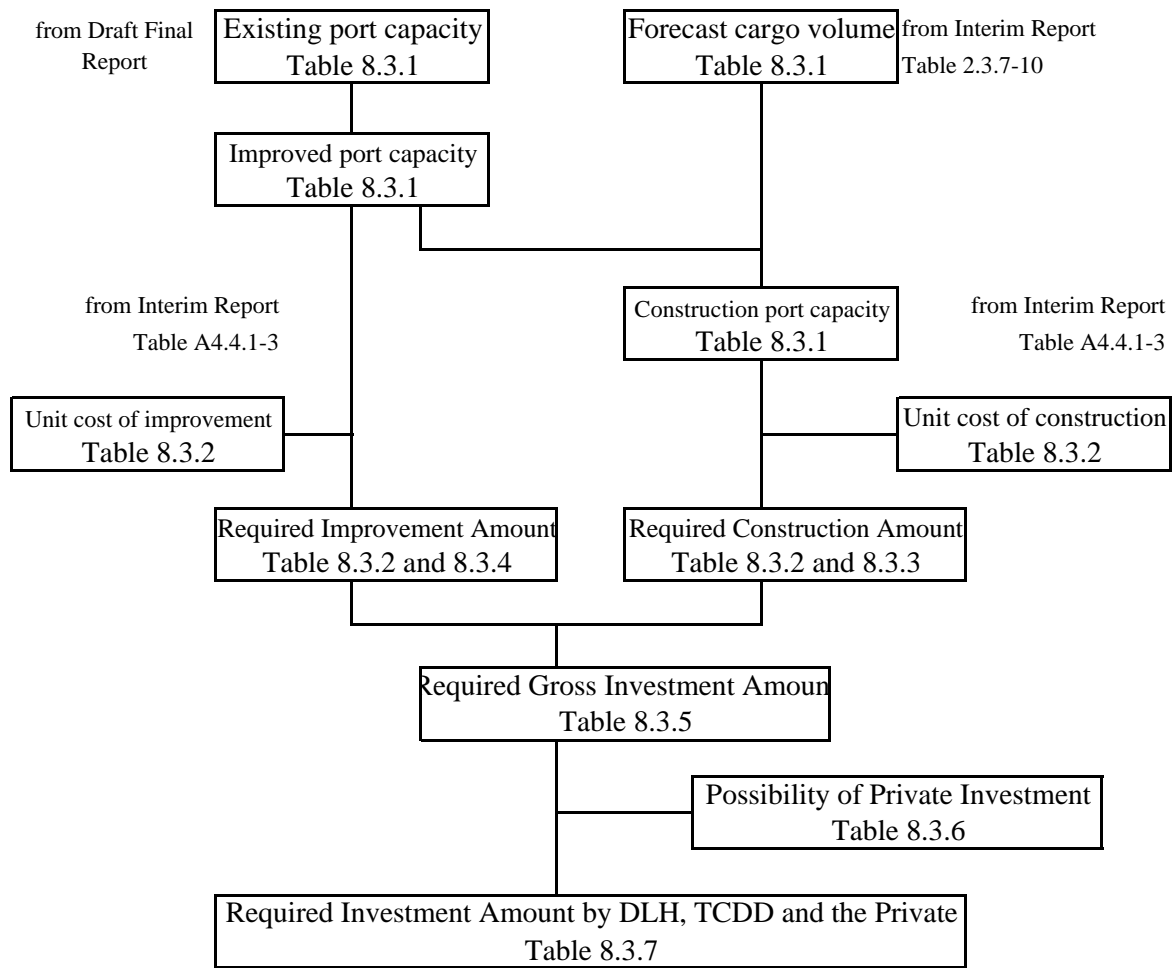 from Draft Final
Report
Existing port capacity
Table 8.3.1
Forecast cargo volume
Table 8.3.1
from Interim Report
Table 2.3.7-10
Improved port capacity
Table 8.3.1
from Interim Report
Table A4.4.1-3
Construction port capacity
Table 8.3.1
from Interim Report
Table A4.4.1-3
Unit cost of improvement
Table 8.3.2
Unit cost of construction
Table 8.3.2
Required Improvement Amount
Table 8.3.2 and 8.3.4
Required Construction Amount
Table 8.3.2 and 8.3.3
Required Gross Investment Amoun
Table 8.3.5
Possibility of Private Investment
Table 8.3.6
Required Investment Amount by DLH, TCDD and the Private
Table 8.3.7